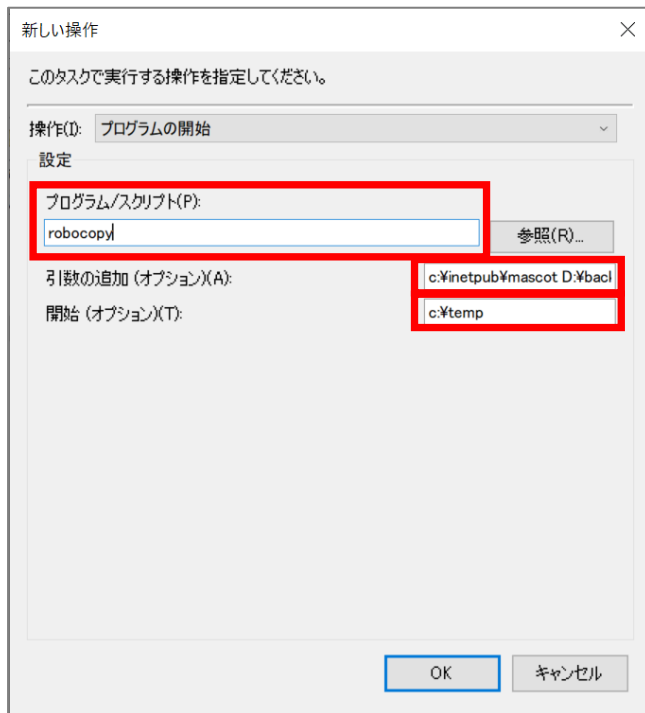 新しい操作
このタスクで実行する操作を指定してください。
操作(I): プログラムの開始
設定
プログラム/スクリプト(P):
robocopy
参照(R)...
引数の追加 (オプション)(A): c:¥inetpub¥mascot D:¥back
開始 (オプション)(T): c:¥temp
OK キャンセル